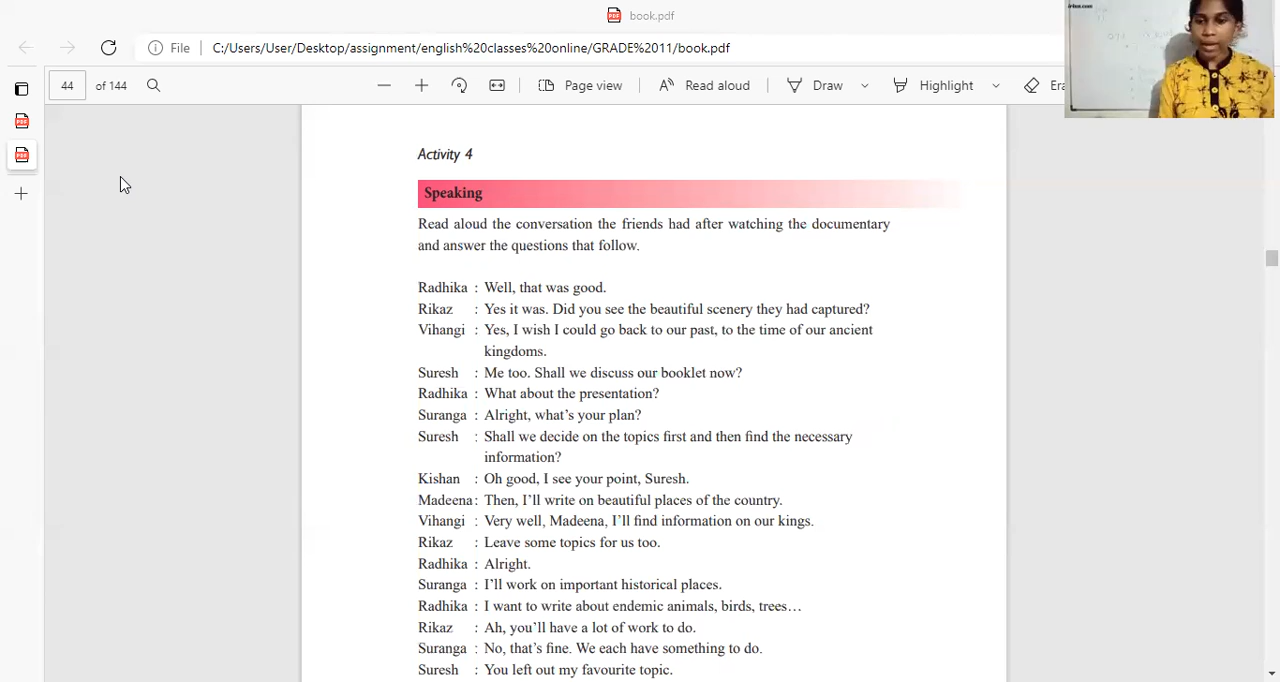 book.pdf
File C:/Users/User/Desktop/assignment/english%20classes%20online/GRADE%2011/book.pdf
44 of 144 Page view Read aloud Draw Highlight
Activity 4
Speaking
Read aloud the conversation the friends had after watching the documentary
and answer the questions that follow.
Radhika : Well, that was good.
Rikaz : Yes it was. Did you see the beautiful scenery they had captured?
Vihangi : Yes, I wish I could go back to our past, to the time of our ancient
kingdoms.
Suresh : Me too. Shall we discuss our booklet now?
Radhika : What about the presentation?
Suranga : Alright, what's your plan?
Suresh : Shall we decide on the topics first and then find the necessary
information?
Kishan : Oh good, I see your point, Suresh.
Madeena : Then, I'll write on beautiful places of the country.
Vihangi : Very well, Madeena, I'll find information on our kings.
Rikaz : Leave some topics for us too.
Radhika : Alright.
Suranga : I'll work on important historical places.
Radhika : I want to write about endemic animals, birds, trees…
Rikaz : Ah, you'll have a lot of work to do.
Suranga : No, that's fine. We each have something to do.
Suresh : You left out my favourite topic.